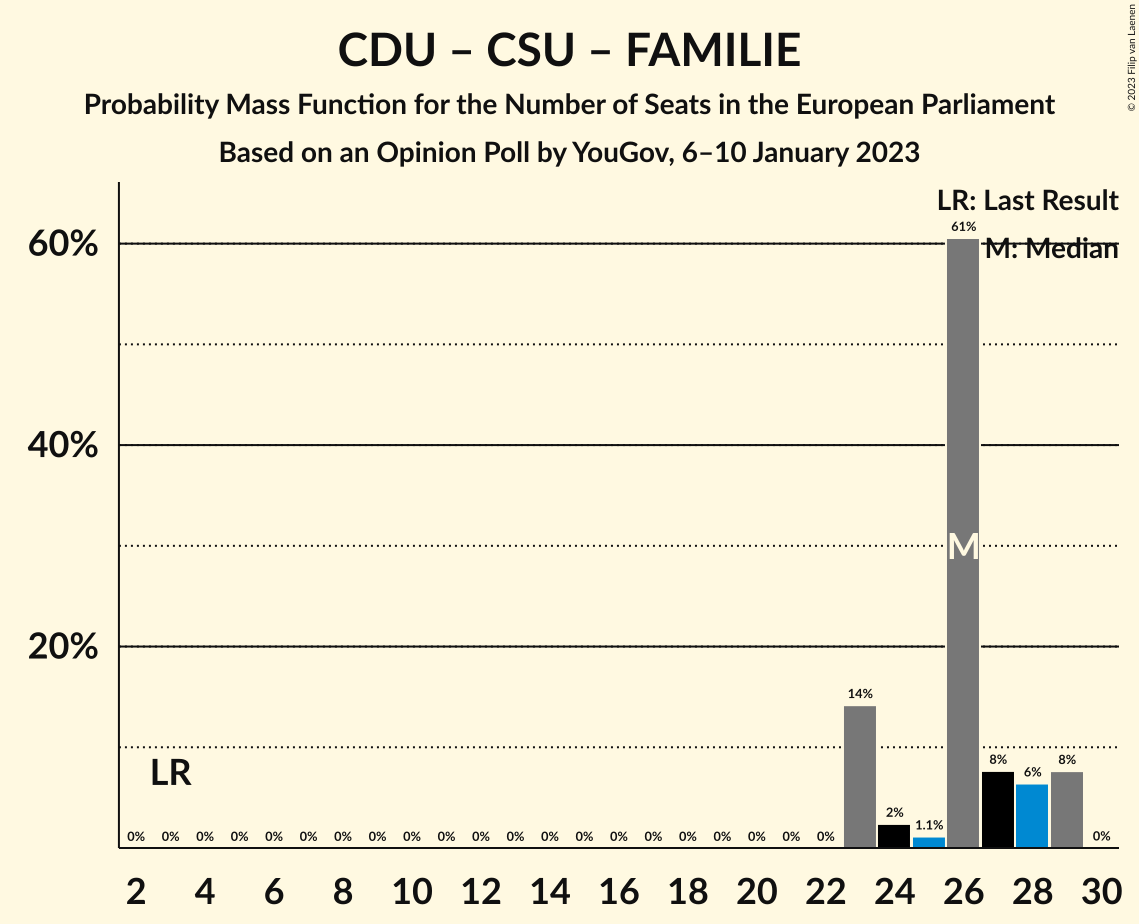 CDU – CSU – FAMILIE
Probability Mass Function for the Number of Seats in the European Parliament
Based on an Opinion Poll by YouGov, 6–10 January 2023
© 2023 Filip van Laenen
LR: Last Result
M: Median
60%
40%
20%
61%
M
14%
LR
8%
6%
8%
2%
1.1%
0% 0% 0% 0% 0% 0% 0% 0% 0% 0% 0% 0% 0% 0% 0% 0% 0% 0% 0% 0% 0% 0%
2 4 6 8 10 12 14 16 18 20 22 24 26 28 30